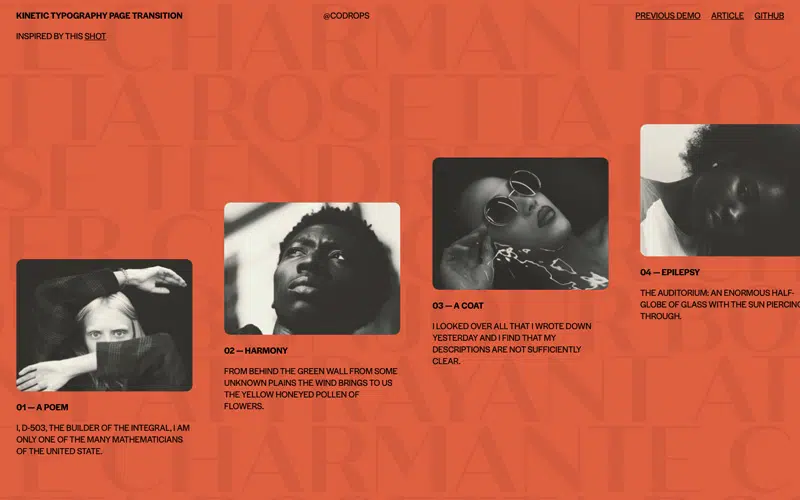 KINETIC TYPOGRAPHY PAGE TRANSITION
@CODROPS
PREVIOUS DEMO ARTICLE GITHUB
INSPIRED BY THIS SHOT
CHARMANTE
ROSETTA
TENDRE
CHARMANTE
01 — A POEM
I, D-503, THE BUILDER OF THE INTEGRAL, I AM
ONLY ONE OF THE MANY MATHEMATICIANS
OF THE UNITED STATE.
02 — HARMONY
FROM BEHIND THE GREEN WALL FROM SOME
UNKNOWN PLAINS THE WIND BRINGS TO US
THE YELLOW HONEYED POLLEN OF
FLOWERS.
03 — A COAT
I LOOKED OVER ALL THAT I WROTE DOWN
YESTERDAY AND I FIND THAT MY
DESCRIPTIONS ARE NOT SUFFICIENTLY
CLEAR.
04 — EPILEPSY
THE AUDITORIUM: AN ENORMOUS HALF-
GLOBE OF GLASS WITH THE SUN PIERCING
THROUGH.